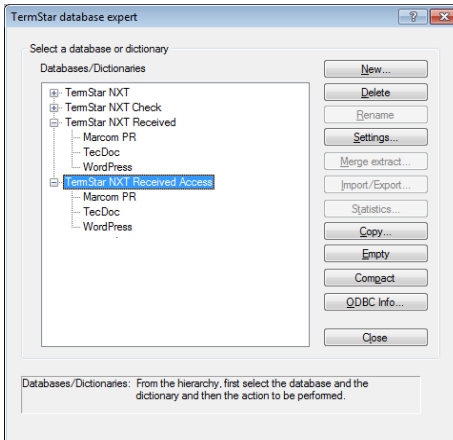 TermStar database expert
Select a database or dictionary
Databases/Dictionaries
TermStar NXT
TermStar NXT Check
TermStar NXT Received
Marcom PR
TecDoc
WordPress
TermStar NXT Received Access
Marcom PR
TecDoc
WordPress
New...
Delete
Rename
Settings...
Merge extract...
Import/Export...
Statistics...
Copy...
Empty
Compact
ODBC Info...
Close
Databases/Dictionaries: From the hierarchy, first select the database and the
dictionary and then the action to be performed.